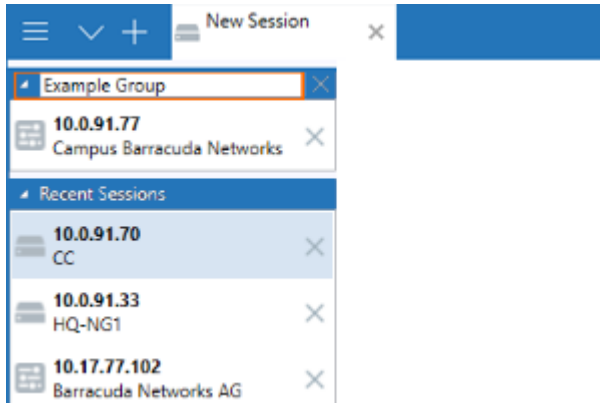 New Session
Example Group
10.0.91.77
Campus Barracuda Networks
Recent Sessions
10.0.91.70
CC
10.0.91.33
HQ-NG1
10.17.77.102
Barracuda Networks AG